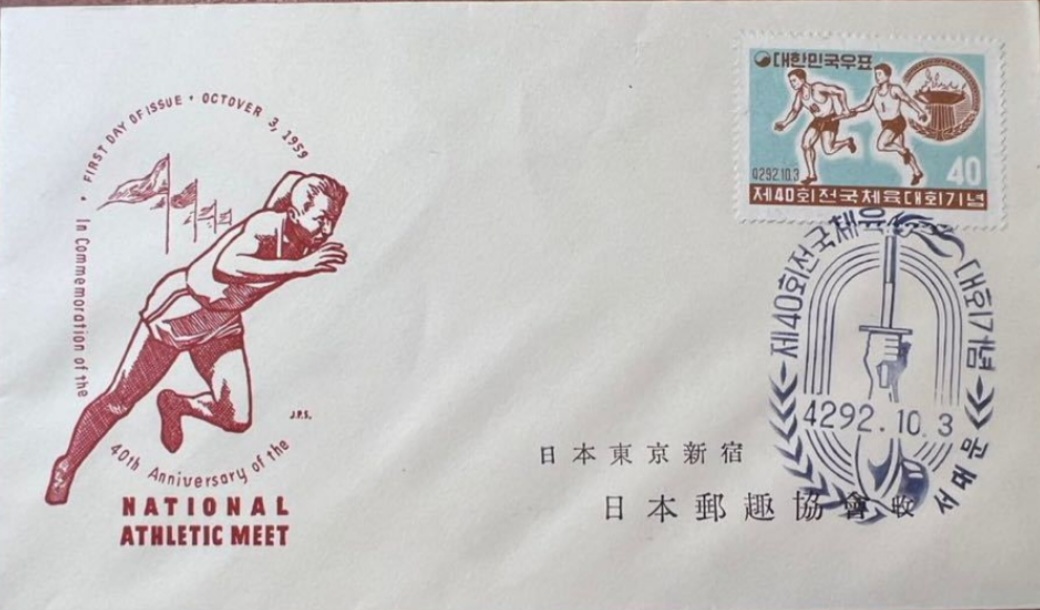 FIRST DAY OF ISSUE • OCTOVER 3, 1959
In Commemoration of the
40th Anniversary of the
NATIONAL
ATHLETIC MEET
J.P.S.
대한민국우표
4292.10.3
40
제40회전국체육대회기념
제40회전국체육대회기념
4292.10.3
서대문
日本東京新宿
日本郵趣協會 收